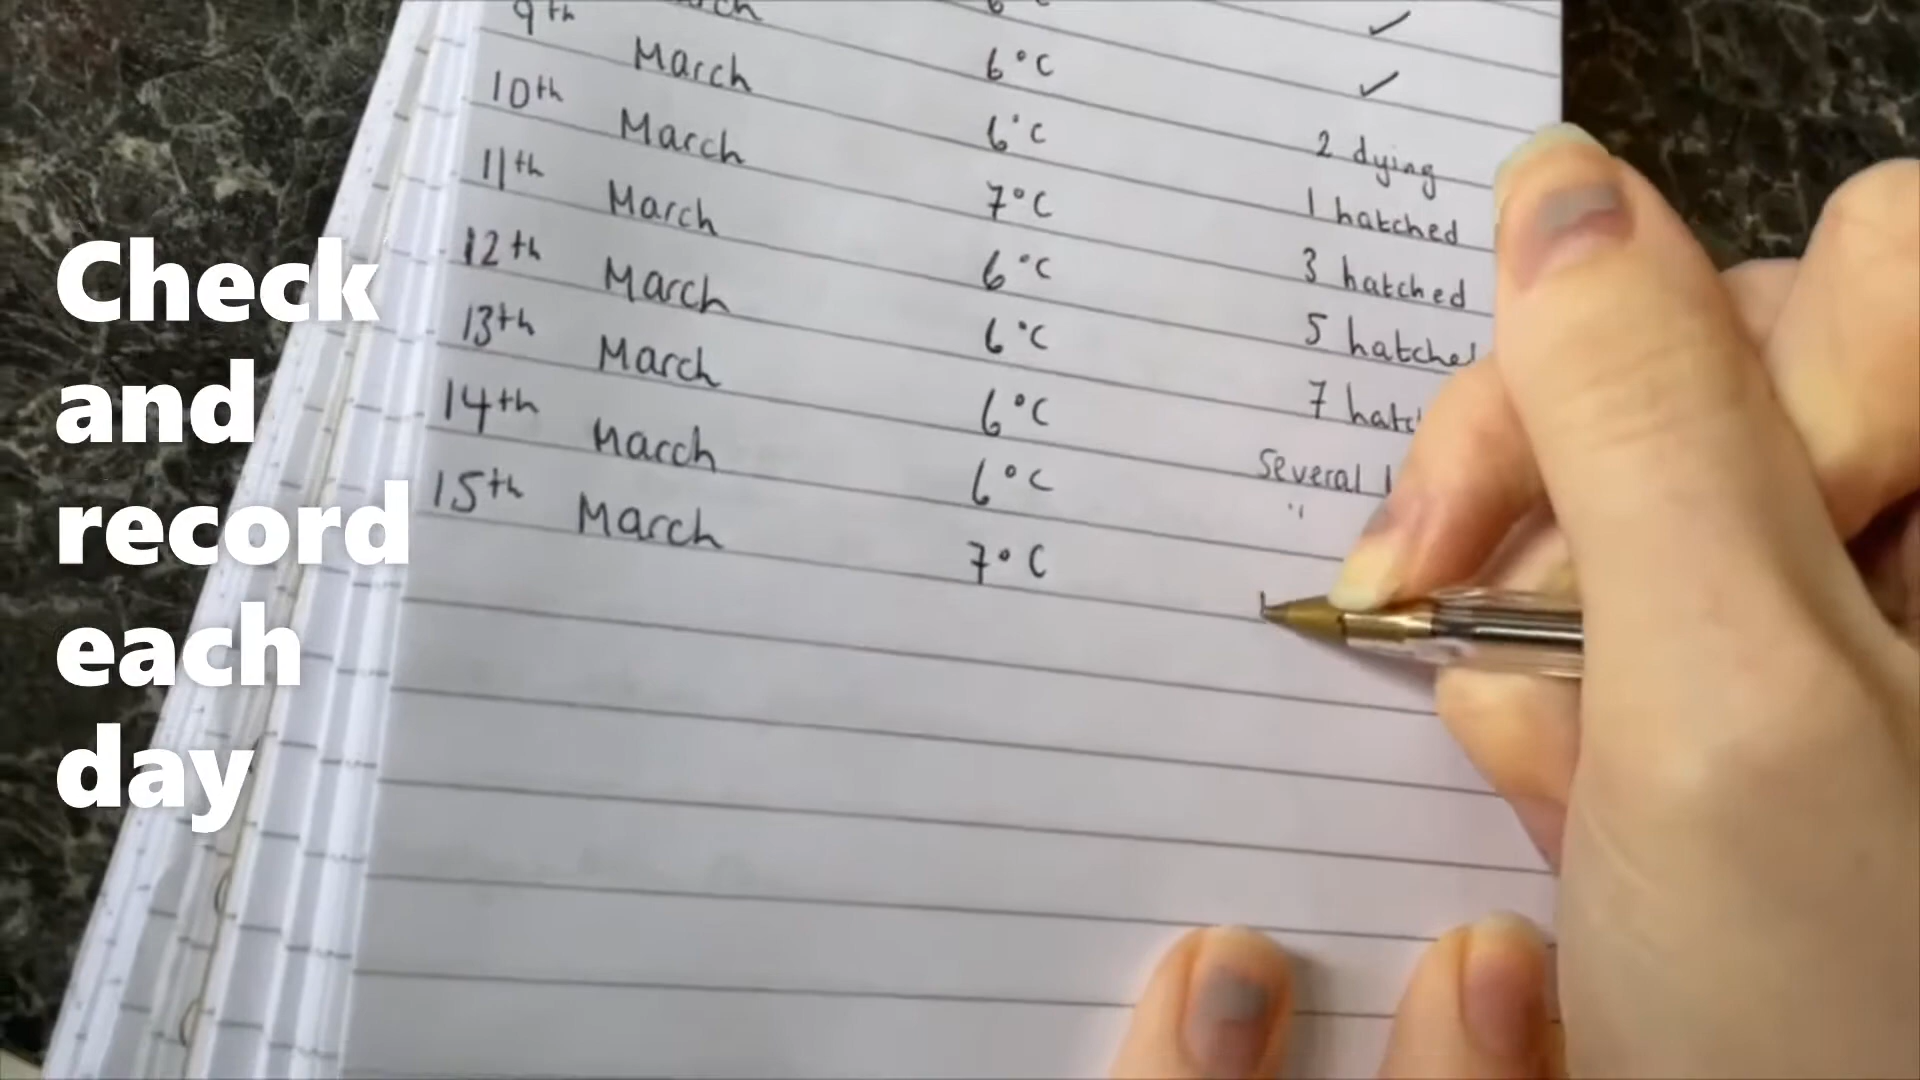 ✓
✓
6°C 2 dying
9th March 6°C 1 hatched
10th March 7°C 3 hatched
11th March 6°C 5 hatched
12th March 6°C 7
13th March 6°C Several
14th March 6°C "
15th March 7°C
Check
and
record
each
day